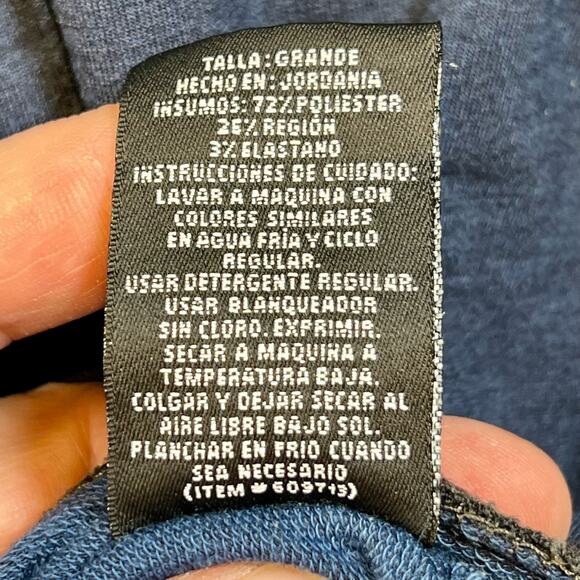 TALLA: GRANDE
HECHO EN: JORDANIA
INSUMOS: 72% POLIESTER
25% REGIÓN
3% ELASTANO
INSTRUCCIONES DE CUIDADO:
LAVAR A MAQUINA CON
COLORES SIMILARES
EN AGUA FRÍA Y CICLO
REGULAR.
USAR DETERGENTE REGULAR.
USAR BLANQUEADOR
SIN CLORO. EXPRIMIR.
SECAR A MAQUINA A
TEMPERATURA BAJA.
COLGAR Y DEJAR SECAR AL
AIRE LIBRE BAJO SOL.
PLANCHAR EN FRIO CUANDO
SEA NECESARIO
(ITEM # 609713)